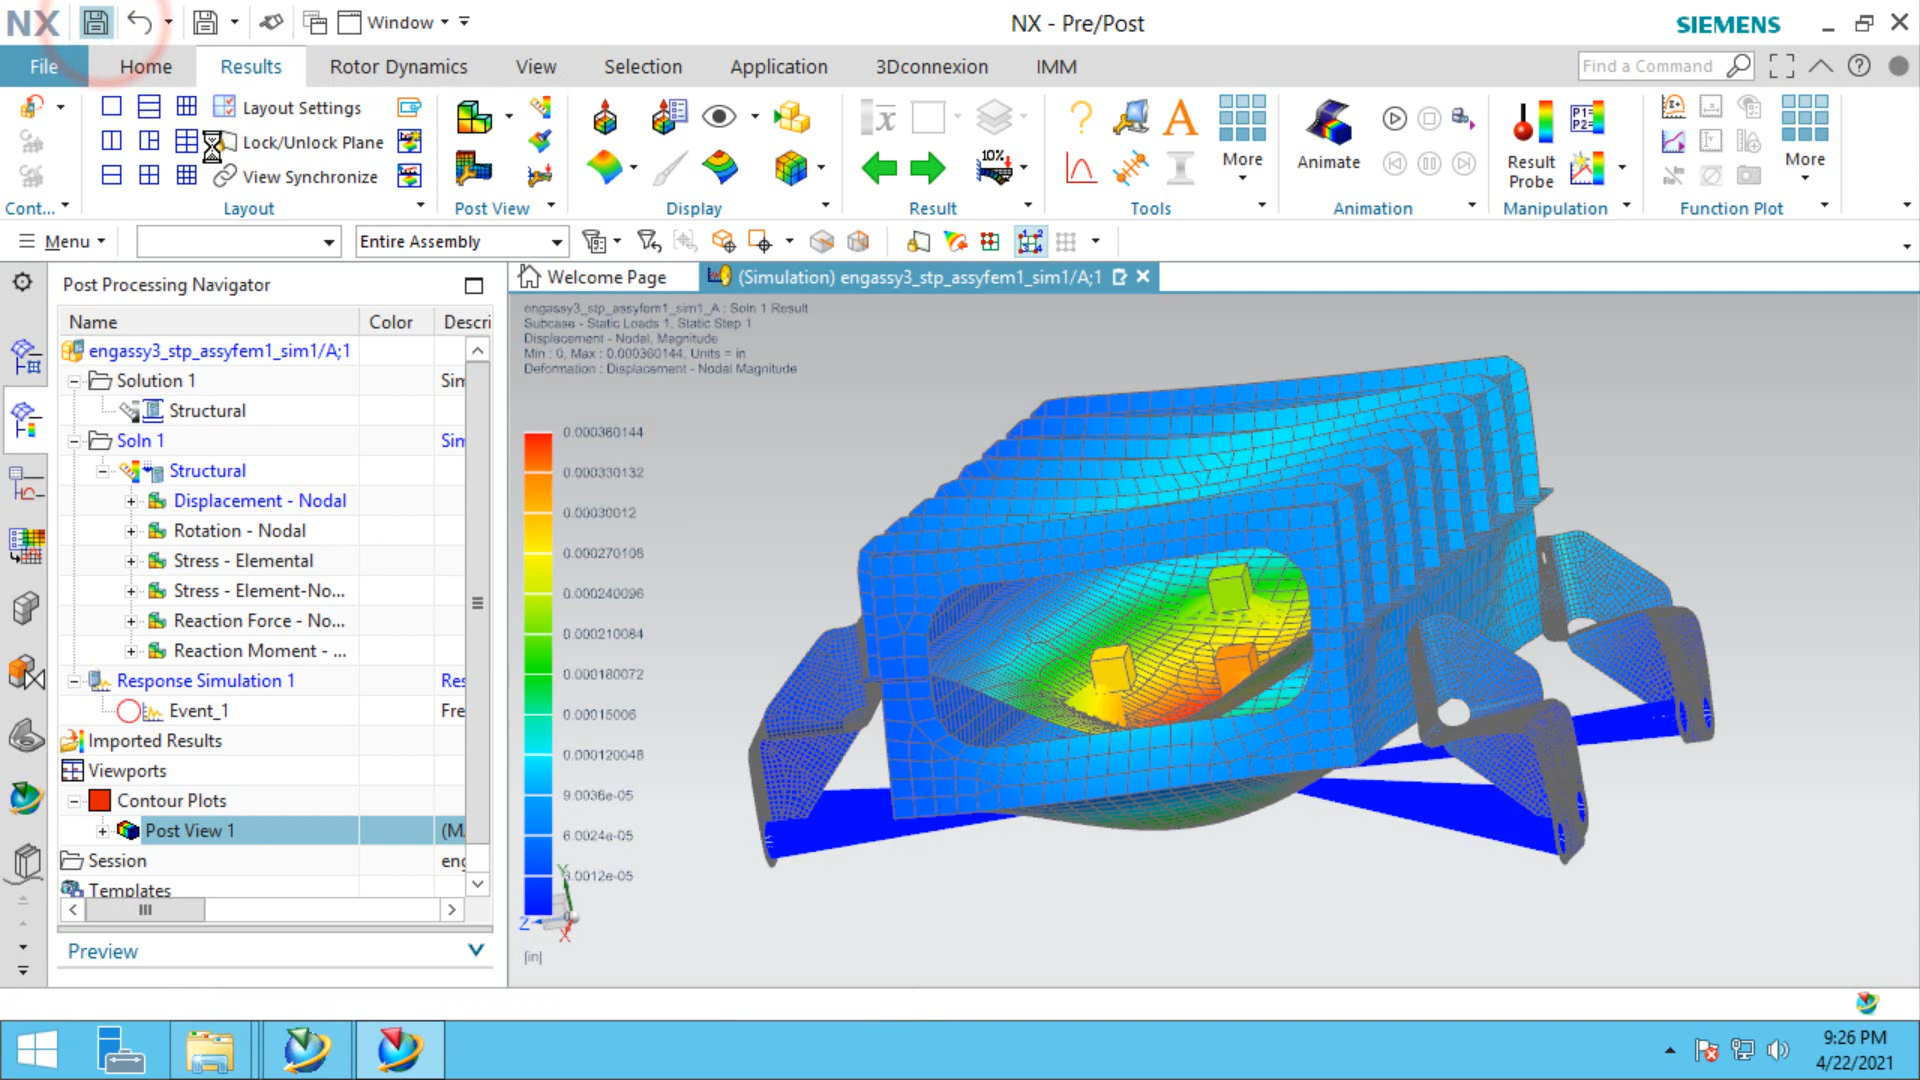 NX
Window
NX - Pre/Post
SIEMENS
File
Home
Results
Rotor Dynamics
View
Selection
Application
3Dconnexion
IMM
Find a Command
Layout Settings
Lock/Unlock Plane
View Synchronize
10%
More
Animate
Result
Probe
P1=
P2=
More
Cont...
Layout
Post View
Display
Result
Tools
Animation
Manipulation
Function Plot
Menu
Entire Assembly
Post Processing Navigator
Welcome Page
(Simulation) engassy3_stp_assyfem1_sim1/A;1
Name
Color
Descri
engassy3_stp_assyfem1_sim1/A;1
Solution 1
Sim
Structural
Soln 1
Sim
Structural
Displacement - Nodal
Rotation - Nodal
Stress - Elemental
Stress - Element-No...
Reaction Force - No...
Reaction Moment - ...
Response Simulation 1
Res
Event_1
Fre
Imported Results
Viewports
Contour Plots
Post View 1
(M
Session
eng
Templates
Preview
engassy3_stp_assyfem1_sim1_A : Soln 1 Result
Subcase - Static Loads 1, Static Step 1
Displacement - Nodal, Magnitude
Min : 0, Max : 0.000360144, Units = in
Deformation : Displacement - Nodal Magnitude
0.000360144
0.000330132
0.00030012
0.000270108
0.000240096
0.000210084
0.000180072
0.00015006
0.000120048
9.0036e-05
6.0024e-05
3.0012e-05
0
Y
Z
X
[in]
9:26 PM
4/22/2021